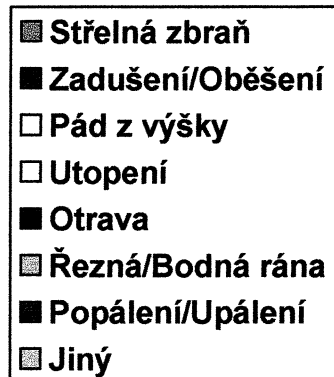 Střelná zbraň
Zadušení/Oběšení
Pád z výšky
Utopení
Otrava
Řezná/Bodná rána
Popálení/Upálení
Jiný